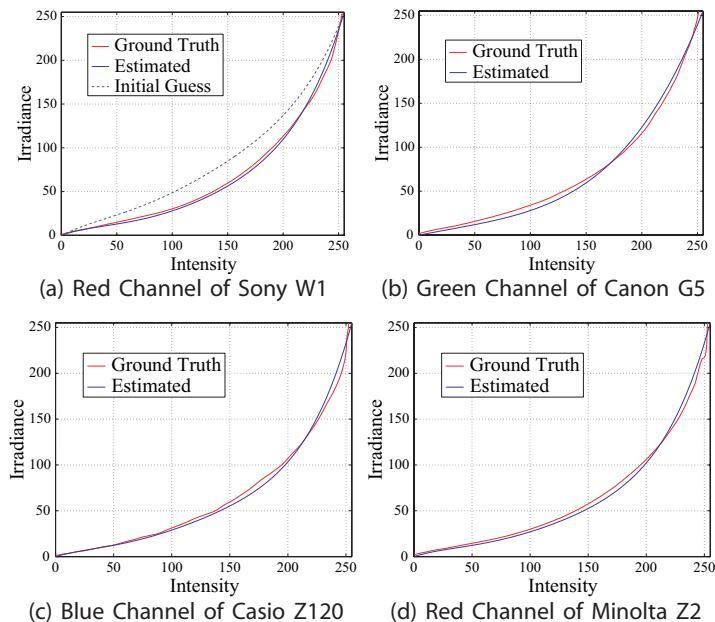 250
200
150
100
50
0
Irradiance
Ground Truth
Estimated
Initial Guess
0 50 100 150 200 250
Intensity
(a) Red Channel of Sony W1
250
200
150
100
50
0
Irradiance
Ground Truth
Estimated
0 50 100 150 200 250
Intensity
(b) Green Channel of Canon G5
250
200
150
100
50
0
Irradiance
Ground Truth
Estimated
0 50 100 150 200 250
Intensity
(c) Blue Channel of Casio Z120
250
200
150
100
50
0
Irradiance
Ground Truth
Estimated
0 50 100 150 200 250
Intensity
(d) Red Channel of Minolta Z2